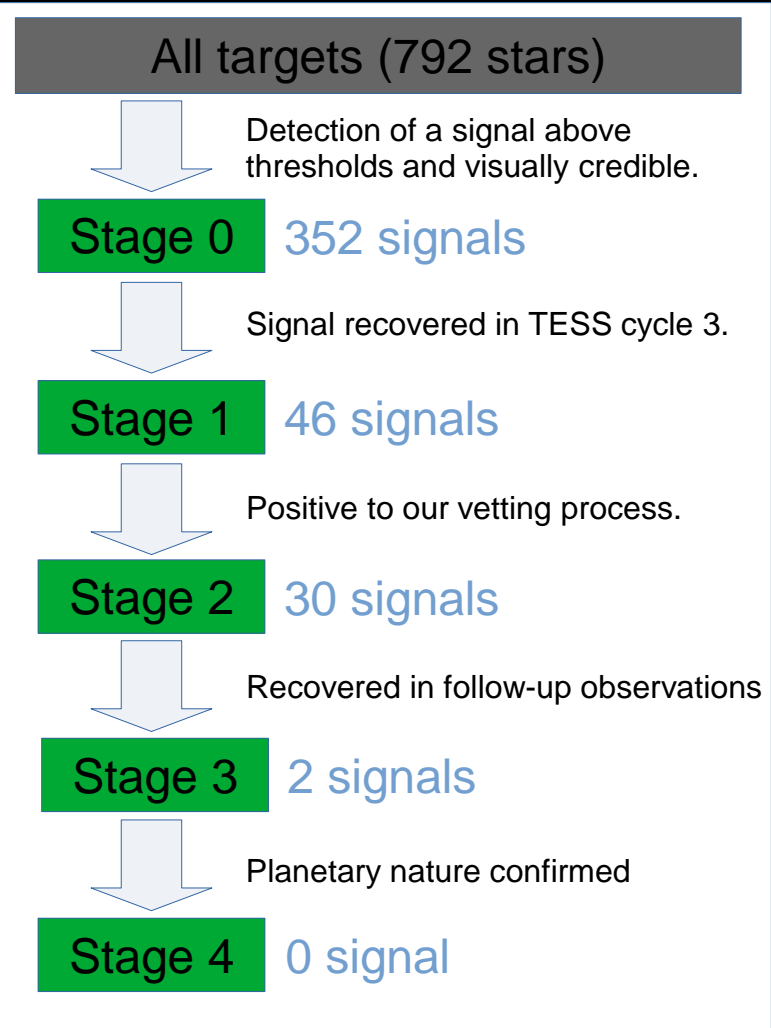 All targets (792 stars)
Detection of a signal above
thresholds and visually credible.
Stage 0
352 signals
Signal recovered in TESS cycle 3.
Stage 1
46 signals
Positive to our vetting process.
Stage 2
30 signals
Recovered in follow-up observations
Stage 3
2 signals
Planetary nature confirmed
Stage 4
0 signal